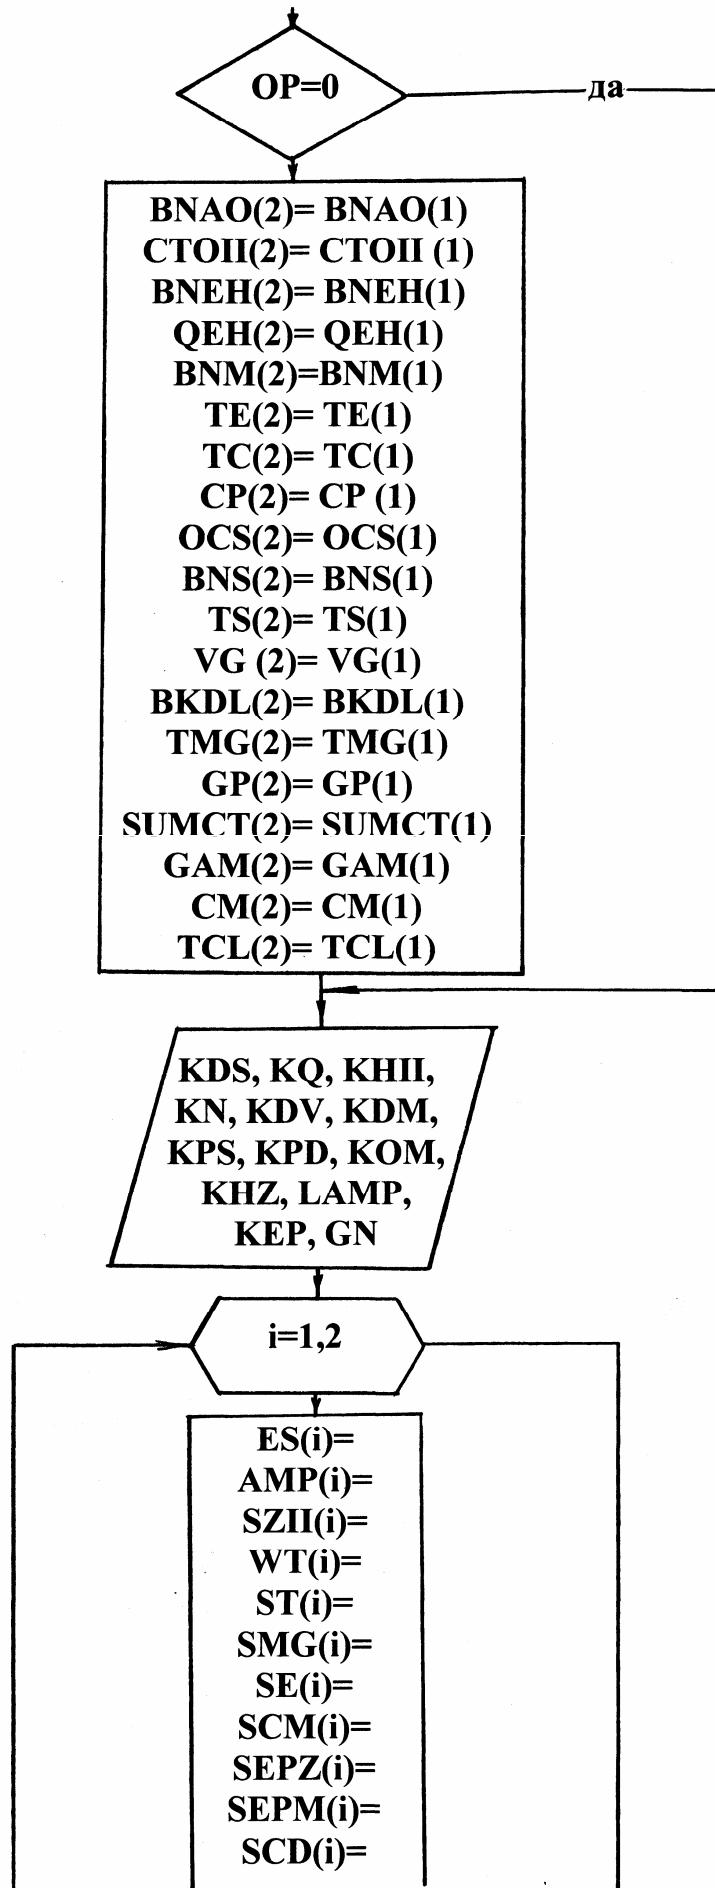 OP=0
да
BNAO(2)= BNAO(1)
CTOII(2)= CTOII (1)
BNEH(2)= BNEH(1)
QEH(2)= QEH(1)
BNM(2)=BNM(1)
TE(2)= TE(1)
TC(2)= TC(1)
CP(2)= CP (1)
OCS(2)= OCS(1)
BNS(2)= BNS(1)
TS(2)= TS(1)
VG (2)= VG(1)
BKDL(2)= BKDL(1)
TMG(2)= TMG(1)
GP(2)= GP(1)
SUMCT(2)= SUMCT(1)
GAM(2)= GAM(1)
CM(2)= CM(1)
TCL(2)= TCL(1)
KDS, KQ, KHII,
KN, KDV, KDM,
KPS, KPD, KOM,
KHZ, LAMP,
KEP, GN
i=1,2
ES(i)=
AMP(i)=
SZII(i)=
WT(i)=
ST(i)=
SMG(i)=
SE(i)=
SCM(i)=
SEPZ(i)=
SEPM(i)=
SCD(i)=